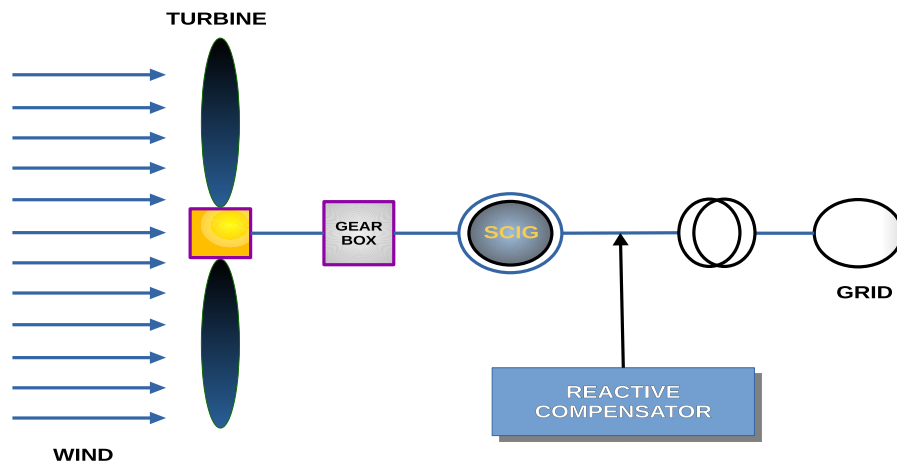 TURBINE
GEAR
BOX
SCIG
GRID
REACTIVE
COMPENSATOR
WIND